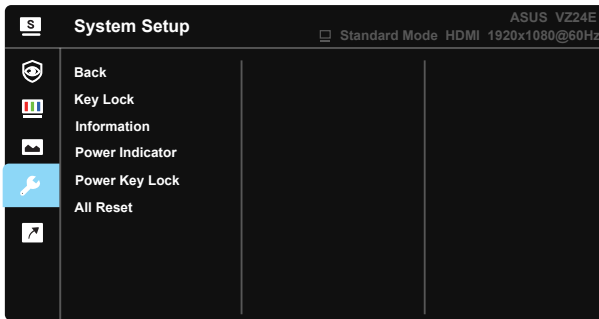 S
System Setup
ASUS VZ24E
Standard Mode HDMI 1920x1080@60Hz
Back
Key Lock
Information
Power Indicator
Power Key Lock
All Reset